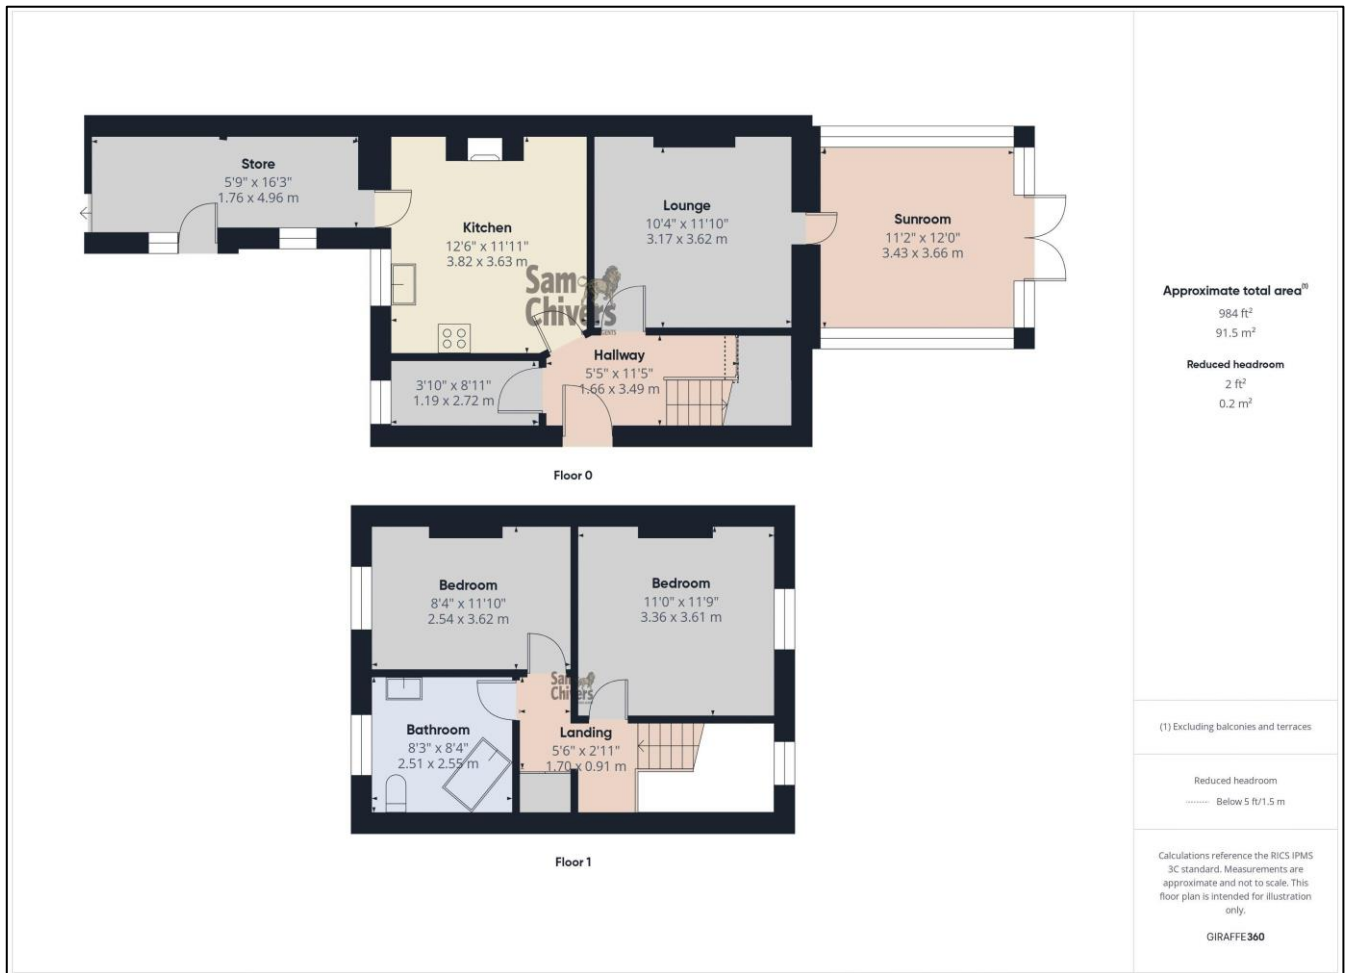 Store
5'9" x 16'3"
1.76 x 4.96 m
Kitchen
12'6" x 11'11"
3.82 x 3.63 m
Lounge
10'4" x 11'10"
3.17 x 3.62 m
Sunroom
11'2" x 12'0"
3.43 x 3.66 m
Sam
Chivers
Hallway
5'5" x 11'5"
1.66 x 3.49 m
3'10" x 8'11"
1.19 x 2.72 m
Floor 0
Bedroom
8'4" x 11'10"
2.54 x 3.62 m
Bedroom
11'0" x 11'9"
3.36 x 3.61 m
Sam
Chivers
Bathroom
8'3" x 8'4"
2.51 x 2.55 m
Landing
5'6" x 2'11"
1.70 x 0.91 m
Floor 1
Approximate total area⁽¹⁾
984 ft²
91.5 m²
Reduced headroom
2 ft²
0.2 m²
(1) Excluding balconies and terraces
Reduced headroom
Below 5 ft/1.5 m
Calculations reference the RICS IPMS
3C standard. Measurements are
approximate and not to scale. This
floor plan is intended for illustration
only.
GIRAFFE360